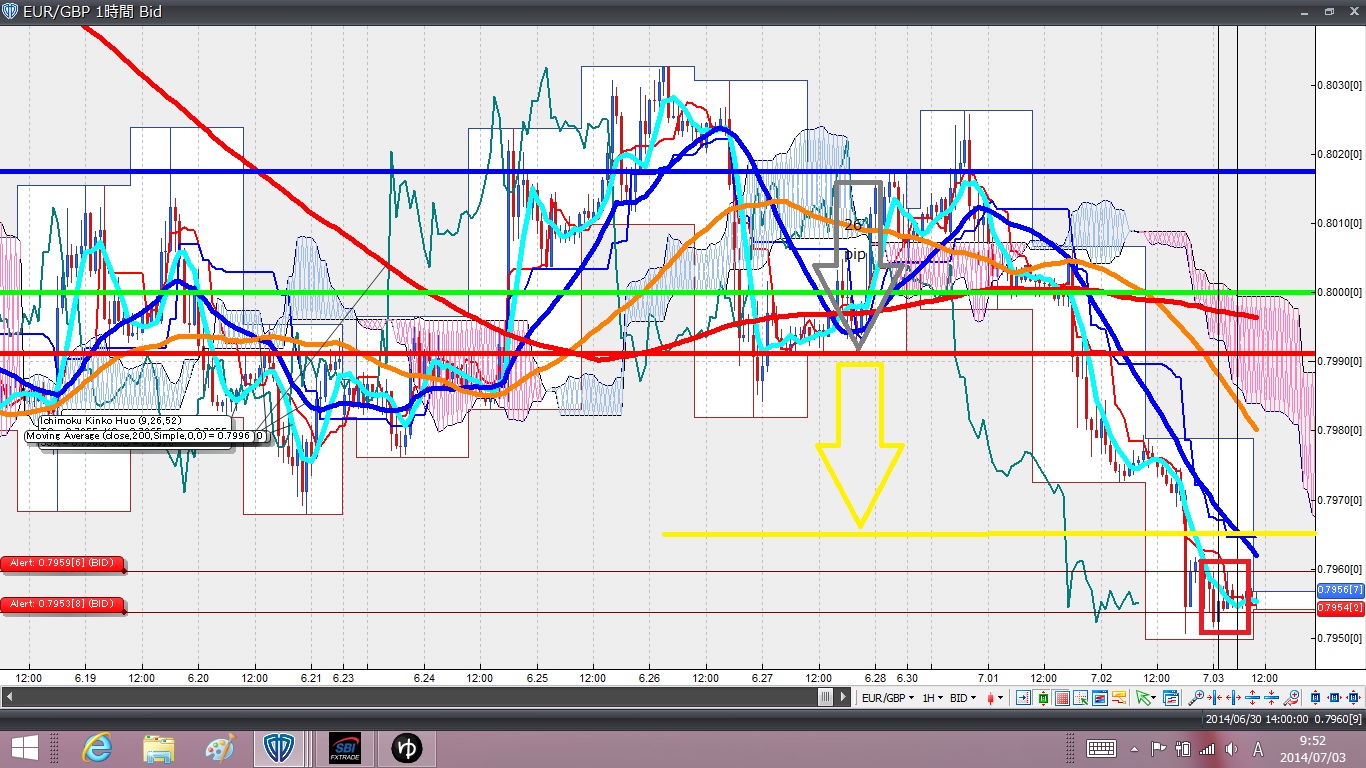 EUR/GBP 1時間 Bid
0.8030[0]
0.8020[0]
0.8010[0]
0.8000[0]
0.7990[0]
0.7980[0]
0.7970[0]
0.7960[0]
0.7956[7]
0.7954[2]
0.7950[0]
26
pip
Ichimoku Kinko Huo (9,26,52)
Moving Average (close,200,Simple,0,0) = 0.7996[0]
Alert: 0.7959[6] (BID)
Alert: 0.7953[8] (BID)
12:00 6.19 12:00 6.20 12:00 6.21 6.23 12:00 6.24 12:00 6.25 12:00 6.26 12:00 6.27 12:00 6.28 6.30 7.01 12:00 7.02 12:00 7.03 12:00
EUR/GBP 1H BID
2014/06/30 14:00:00 0.7960[9]
SBI
FXTRADE
ゆ
A
9:52
2014/07/03